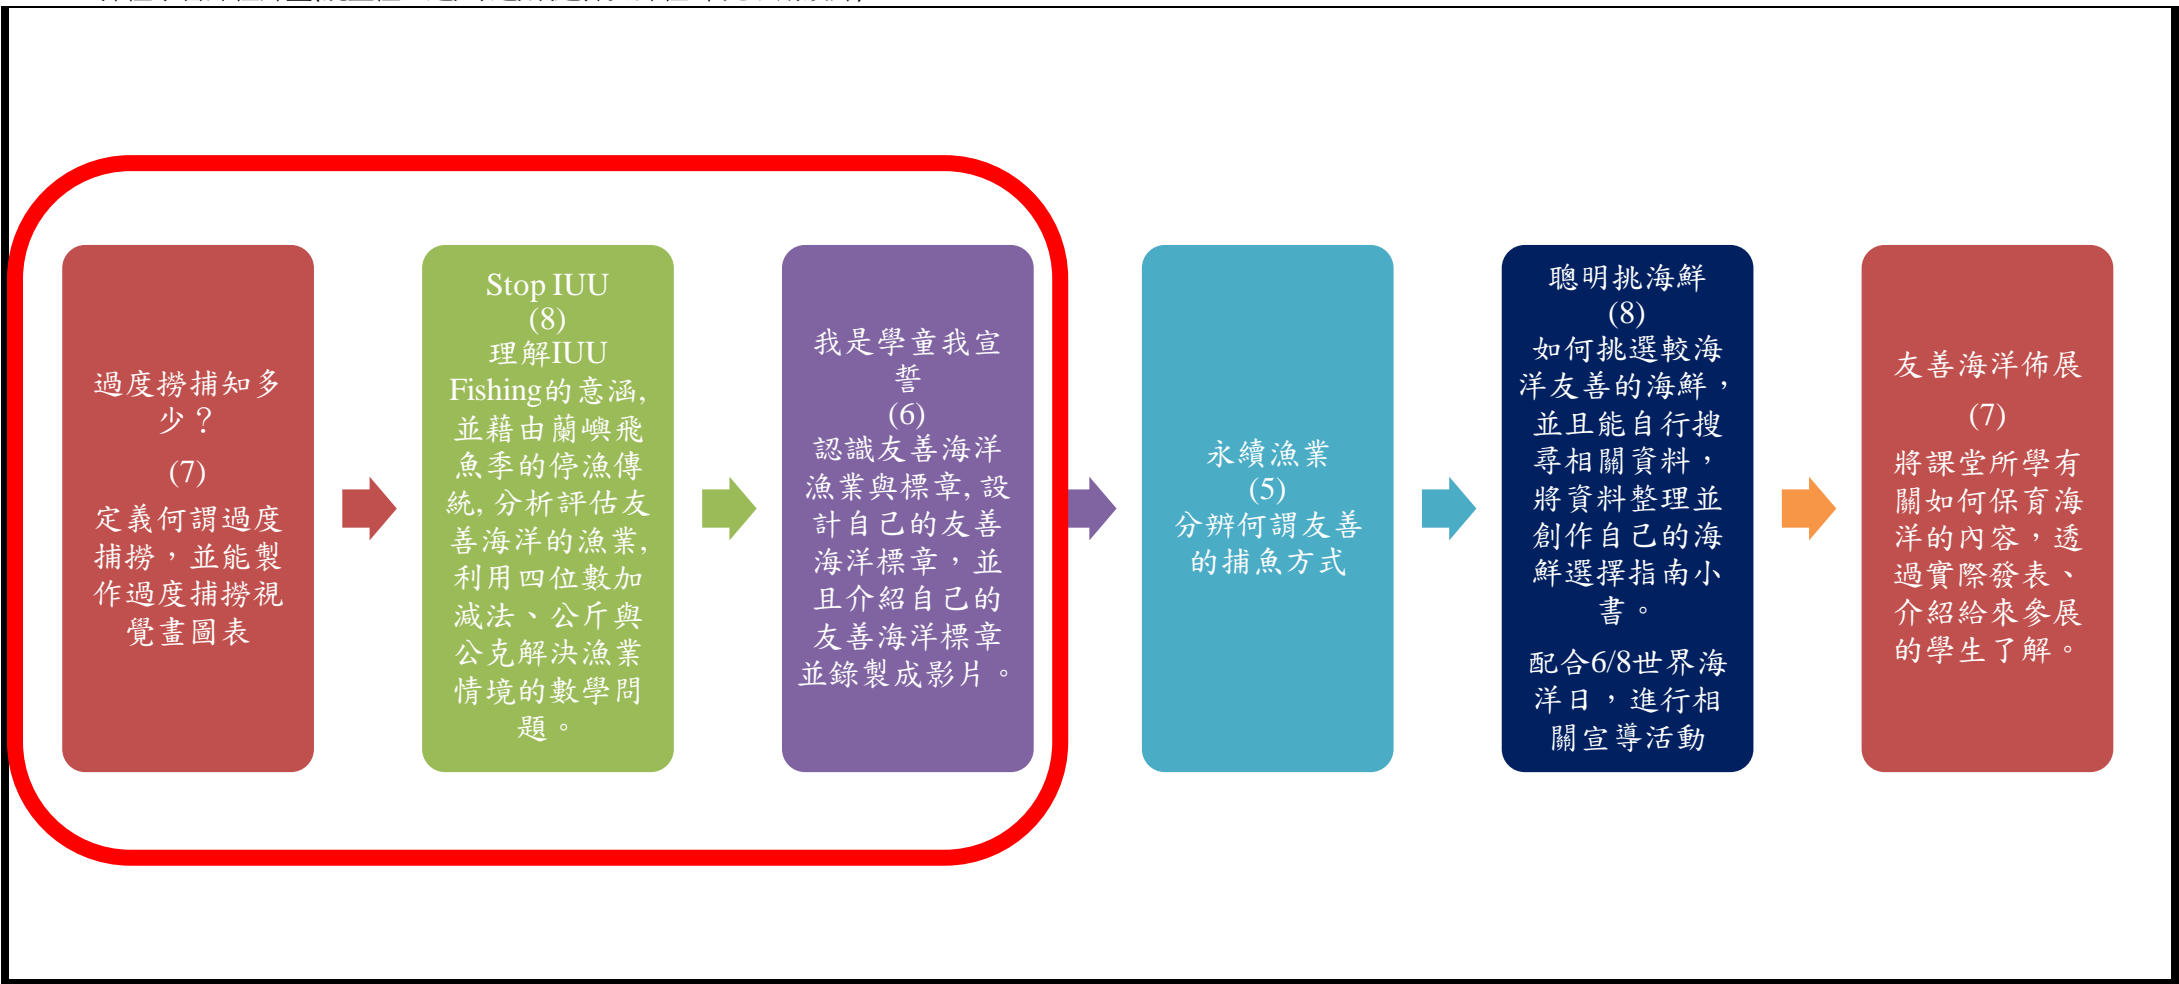 過度撈捕知多
少？
(7)
定義何謂過度
捕撈，並能製
作過度捕撈視
覺畫圖表
Stop IUU
(8)
理解IUU
Fishing的意涵,
並藉由蘭嶼飛
魚季的停漁傳
統, 分析評估友
善海洋的漁業,
利用四位數加
減法、公斤與
公克解決漁業
情境的數學問
題。
我是學童我宣
誓
(6)
認識友善海洋
漁業與標章, 設
計自己的友善
海洋標章，並
且介紹自己的
友善海洋標章
並錄製成影片。
永續漁業
(5)
分辨何謂友善
的捕魚方式
聰明挑海鮮
(8)
如何挑選較海
洋友善的海鮮，
並且能自行搜
尋相關資料，
將資料整理並
創作自己的海
鮮選擇指南小
書。
配合6/8世界海
洋日，進行相
關宣導活動
友善海洋佈展
(7)
將課堂所學有
關如何保育海
洋的內容，透
過實際發表、
介紹給來參展
的學生了解。